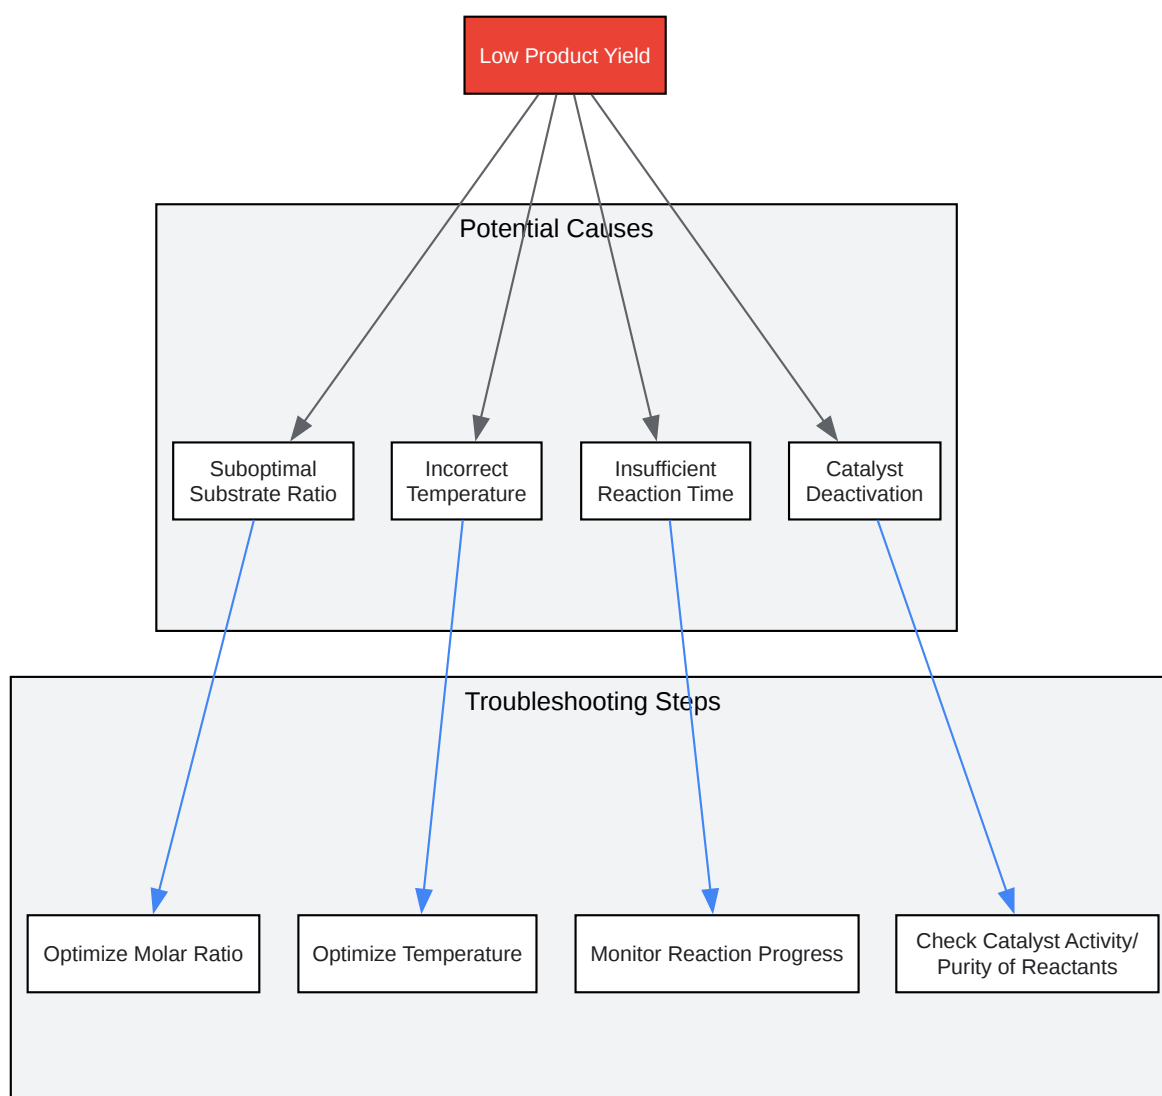 Low Product Yield
Potential Causes
Suboptimal
Substrate Ratio
Incorrect
Temperature
Insufficient
Reaction Time
Catalyst
Deactivation
Troubleshooting Steps
Optimize Molar Ratio
Optimize Temperature
Monitor Reaction Progress
Check Catalyst Activity/
Purity of Reactants